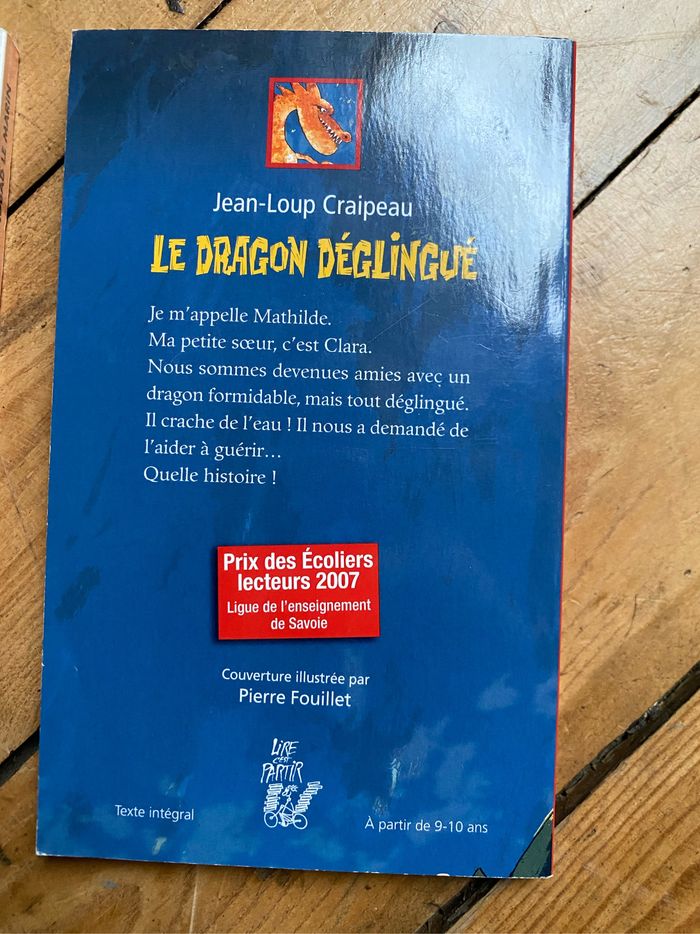 Jean-Loup Craipeau
LE DRAGON DÉGLINGUÉ
Je m'appelle Mathilde.
Ma petite sœur, c'est Clara.
Nous sommes devenues amies avec un
dragon formidable, mais tout déglingué.
Il crache de l'eau ! Il nous a demandé de
l'aider à guérir…
Quelle histoire !
Prix des Écoliers
lecteurs 2007
Ligue de l'enseignement
de Savoie
Couverture illustrée par
Pierre Fouillet
LIRE
C'EST
PARTIR
Texte intégral
À partir de 9-10 ans
LE MARIN